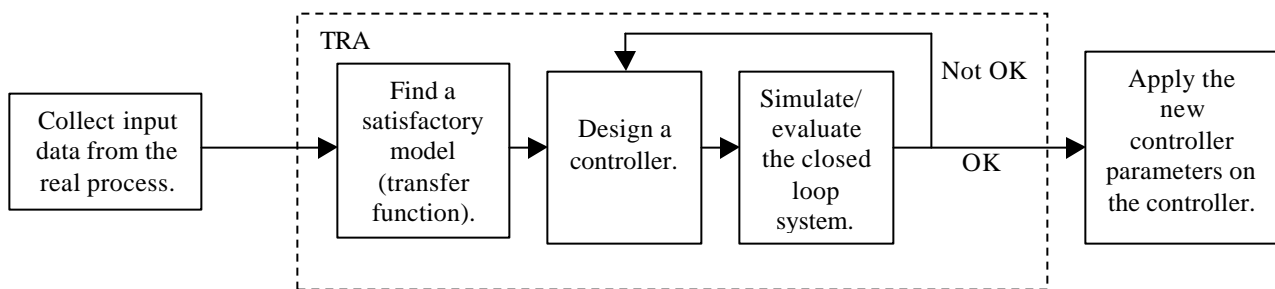 TRA
Collect input
data from the
real process.
Find a
satisfactory
model
(transfer
function).
Design a
controller.
Simulate/
evaluate
the closed
loop
system.
Not OK
OK
Apply the
new
controller
parameters on
the controller.